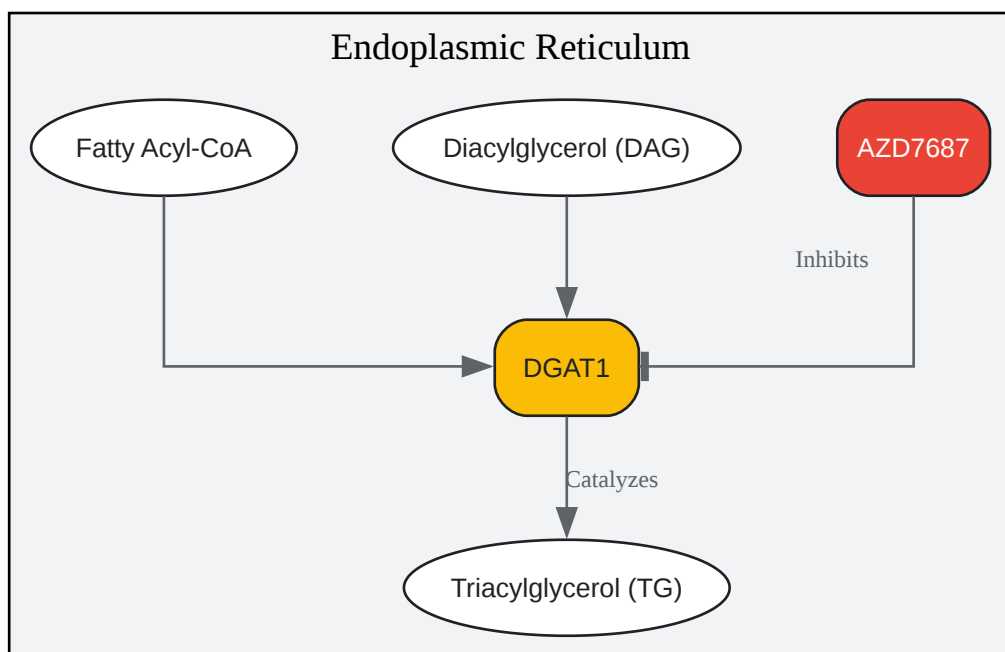 Endoplasmic Reticulum
Fatty Acyl-CoA
Diacylglycerol (DAG)
AZD7687
Inhibits
DGAT1
Catalyzes
Triacylglycerol (TG)